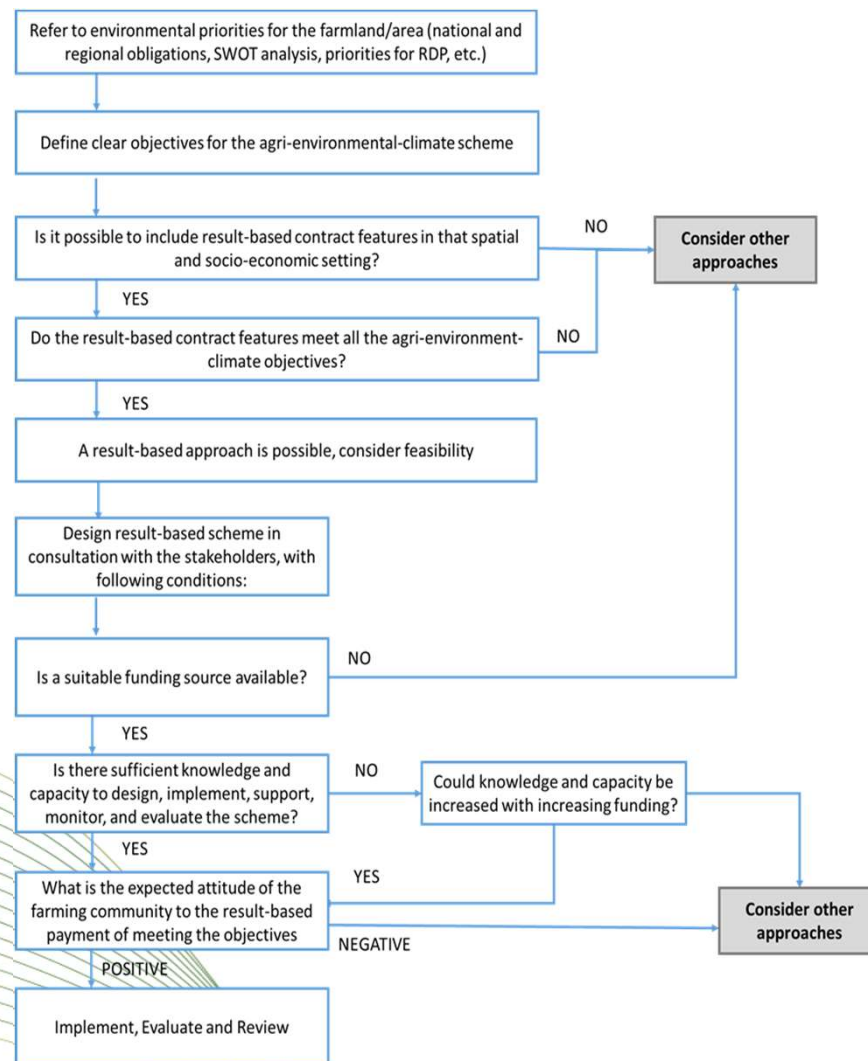 Refer to environmental priorities for the farmland/area (national and
regional obligations, SWOT analysis, priorities for RDP, etc.)
Define clear objectives for the agri-environmental-climate scheme
Is it possible to include result-based contract features in that spatial
and socio-economic setting?
NO
Consider other
approaches
YES
Do the result-based contract features meet all the agri-environment-
climate objectives?
NO
YES
A result-based approach is possible, consider feasibility
Design result-based scheme in
consultation with the stakeholders, with
following conditions:
Is a suitable funding source available?
NO
YES
Is there sufficient knowledge and
capacity to design, implement, support,
monitor, and evaluate the scheme?
NO
Could knowledge and capacity be
increased with increasing funding?
YES
YES
What is the expected attitude of the
farming community to the result-based
payment of meeting the objectives
NEGATIVE
Consider other
approaches
POSITIVE
Implement, Evaluate and Review